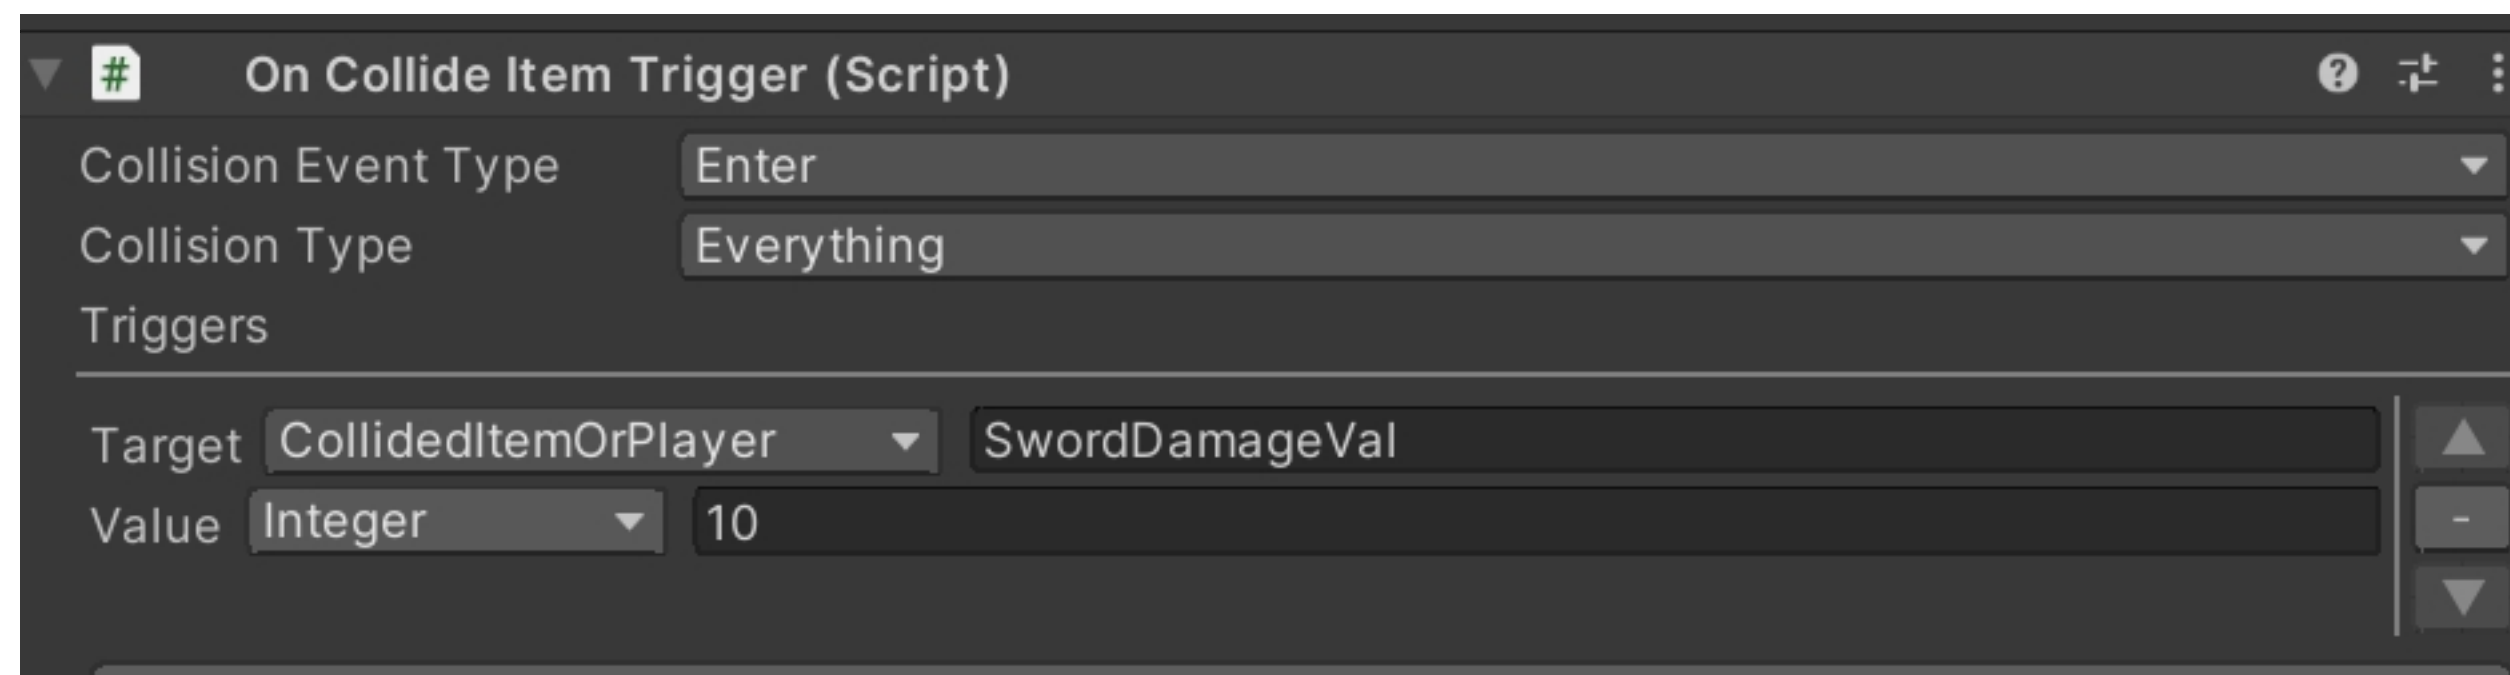 # On Collide Item Trigger (Script)
Collision Event Type Enter
Collision Type Everything
Triggers
Target CollidedItemOrPlayer SwordDamageVal
Value Integer 10 -